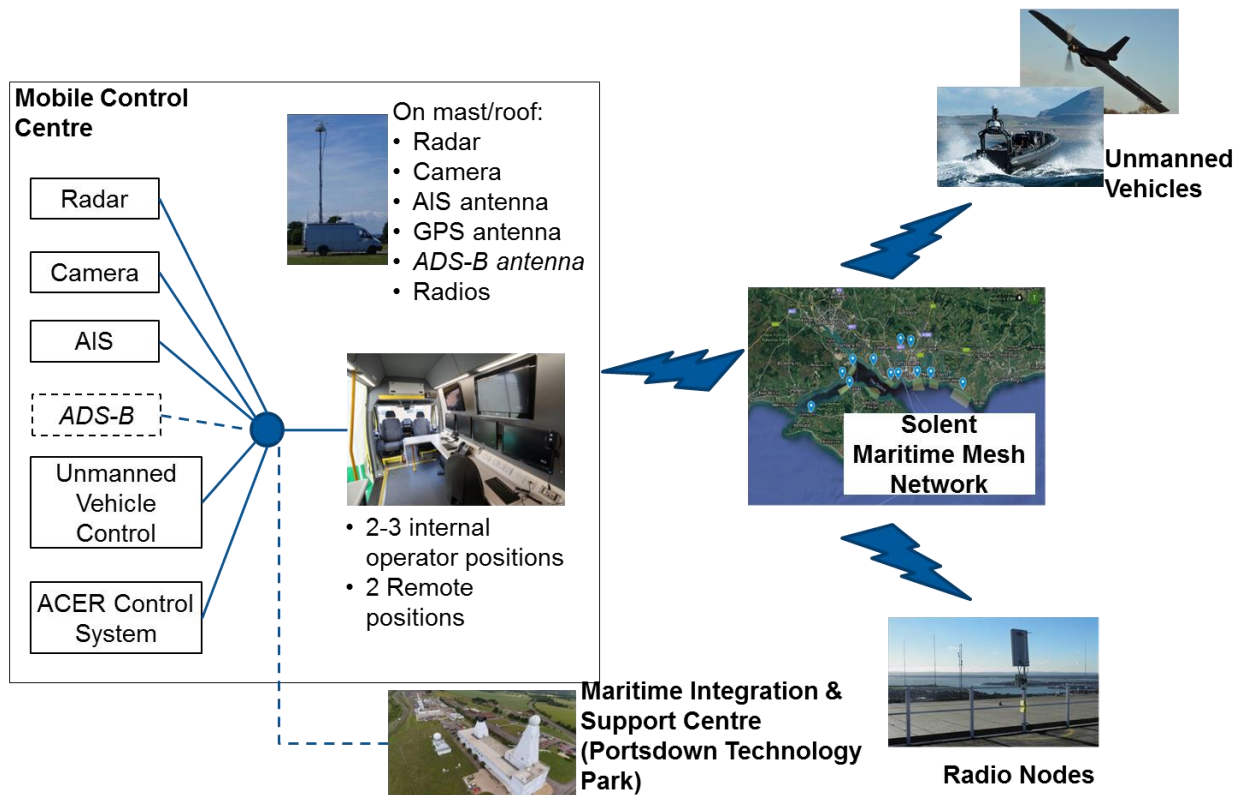 Mobile Control
Centre
On mast/roof:
• Radar
• Camera
• AIS antenna
• GPS antenna
• ADS-B antenna
• Radios
Radar
Camera
AIS
ADS-B
Unmanned
Vehicle
Control
ACER Control
System
• 2-3 internal
operator positions
• 2 Remote
positions
Unmanned
Vehicles
Solent
Maritime Mesh
Network
Maritime Integration &
Support Centre
(Portsdown Technology
Park)
Radio Nodes